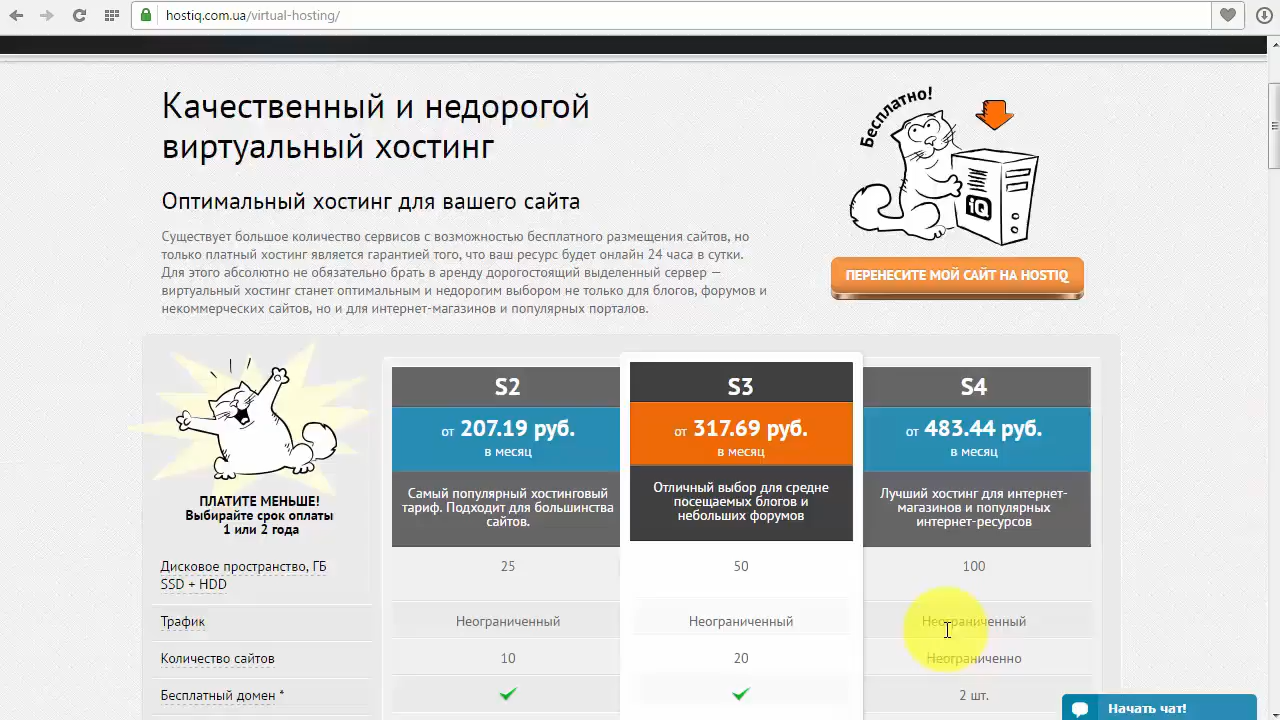 hostiq.com.ua/virtual-hosting/
Качественный и недорогой
виртуальный хостинг
Бесплатно!
iQ
Оптимальный хостинг для вашего сайта
Существует большое количество сервисов с возможностью бесплатного размещения сайтов, но
только платный хостинг является гарантией того, что ваш ресурс будет онлайн 24 часа в сутки.
Для этого абсолютно не обязательно брать в аренду дорогостоящий выделенный сервер —
виртуальный хостинг станет оптимальным и недорогим выбором не только для блогов, форумов и
некоммерческих сайтов, но и для интернет-магазинов и популярных порталов.
ПЕРЕНЕСИТЕ МОЙ САЙТ НА HOSTIQ
ПЛАТИТЕ МЕНЬШЕ!
Выбирайте срок оплаты
1 или 2 года
S2 S3 S4
от 207.19 руб. от 317.69 руб. от 483.44 руб.
в месяц в месяц в месяц
Самый популярный хостинговый
тариф. Подходит для большинства
сайтов.
Отличный выбор для средне
посещаемых блогов и
небольших форумов
Лучший хостинг для интернет-
магазинов и популярных
интернет-ресурсов
Дисковое пространство, ГБ 25 50 100
SSD + HDD
Трафик Неограниченный Неограниченный Неограниченный
Количество сайтов 10 20 Неограниченно
Бесплатный домен * 2 шт.
Начать чат!